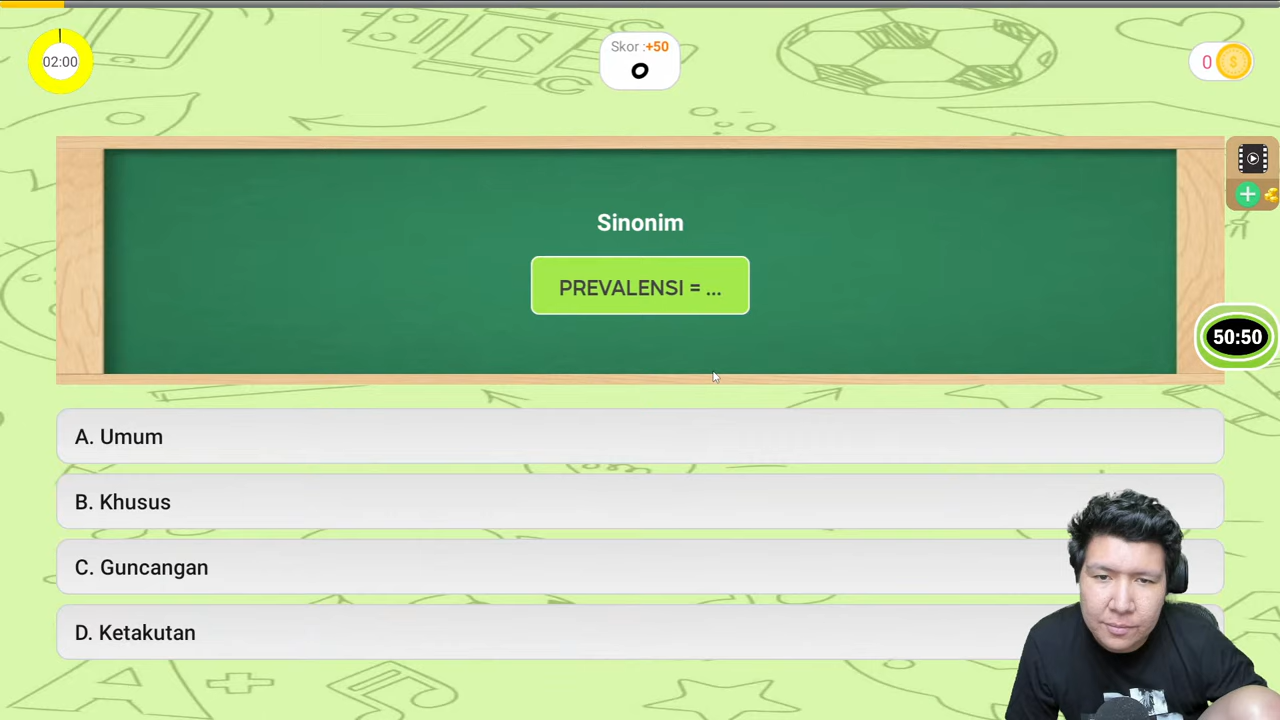 02:00
Skor :+50
0
0
Sinonim
PREVALENSI = ...
50:50
A. Umum
B. Khusus
C. Guncangan
D. Ketakutan